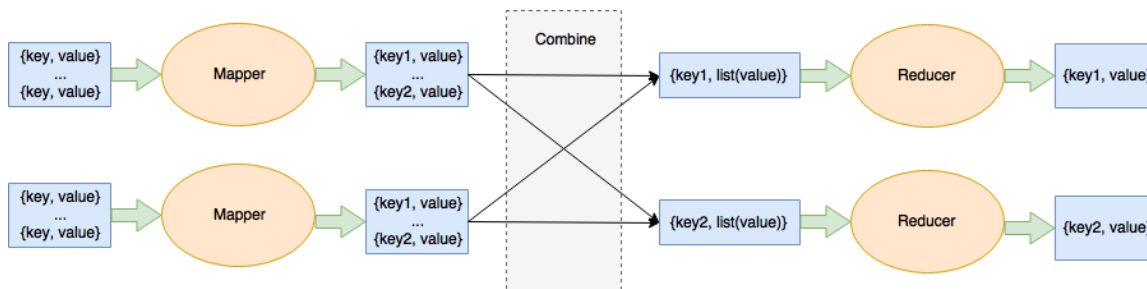 {key, value}
...
{key, value}
Mapper
{key1, value}
...
{key2, value}
Combine
{key1, list(value)}
Reducer
{key1, value}
{key, value}
...
{key, value}
Mapper
{key1, value}
...
{key2, value}
{key2, list(value)}
Reducer
{key2, value}